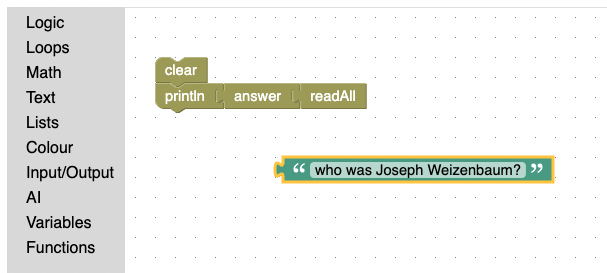 Logic
Loops
Math
Text
Lists
Colour
Input/Output
AI
Variables
Functions
clear
println answer readAll
“ who was Joseph Weizenbaum? ”